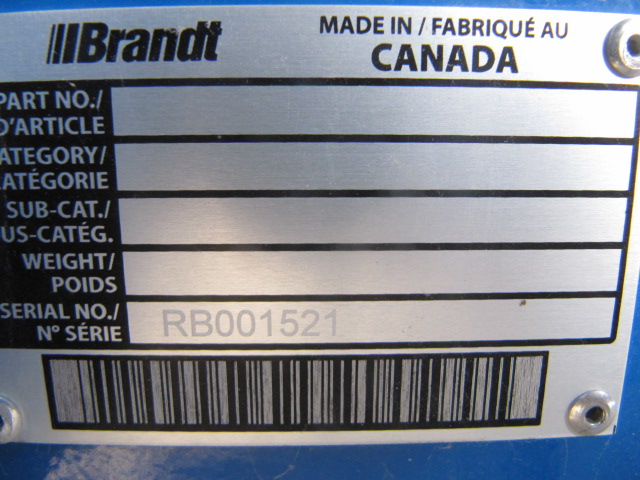 Brandt
MADE IN / FABRIQUÉ AU
CANADA
PART NO./
D'ARTICLE
ATEGORY/
ATÉGORIE
SUB-CAT./
US-CATÉG.
WEIGHT/
POIDS
SERIAL NO./
N° SÉRIE
RB001521